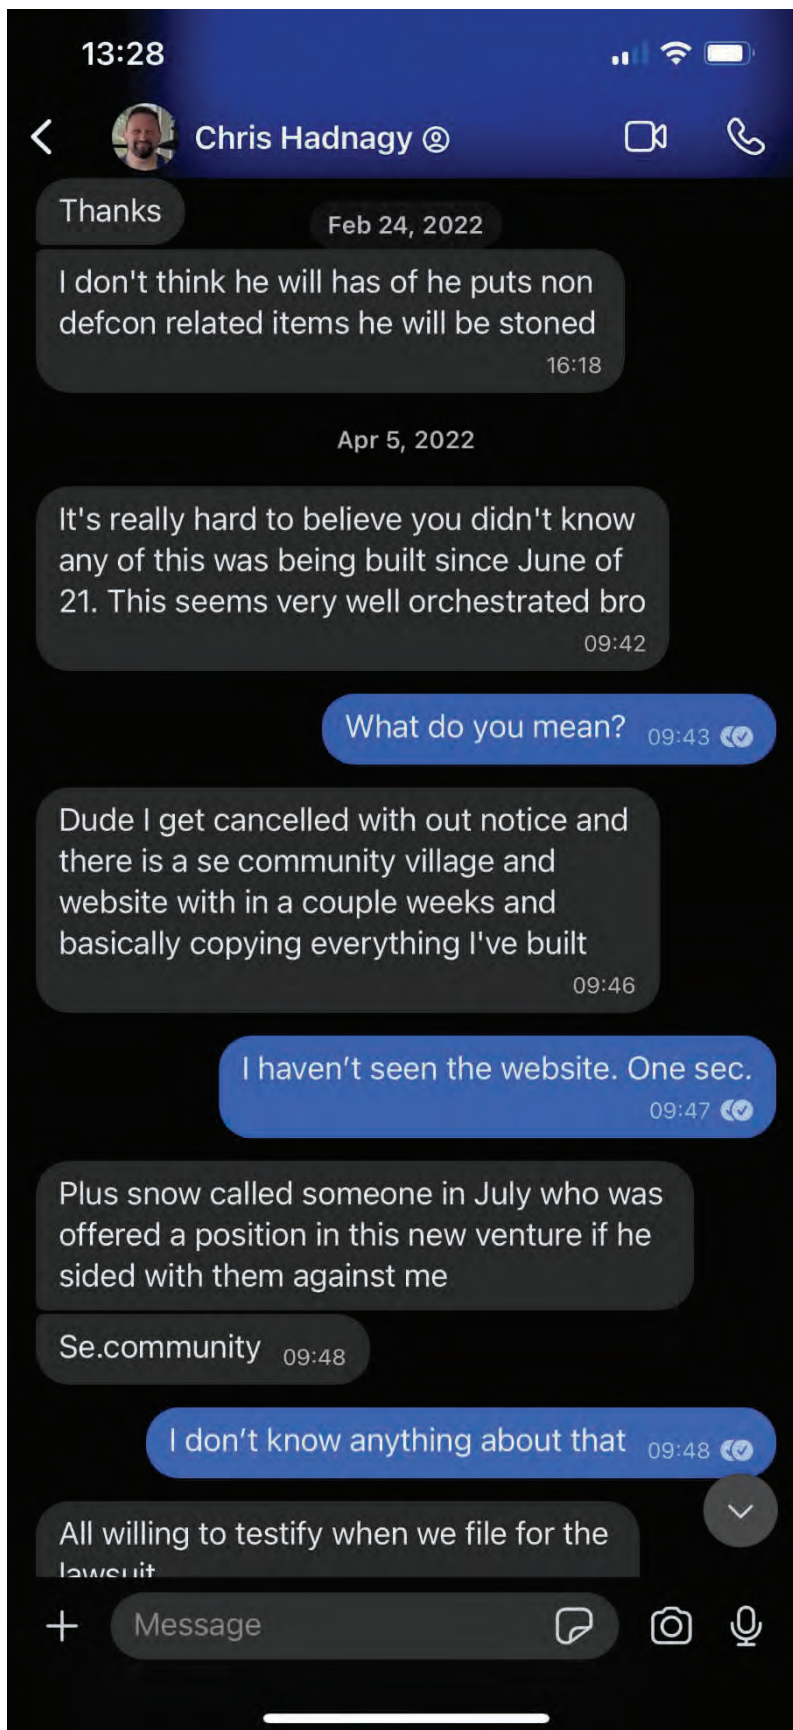 13:28
Chris Hadnagy
Thanks
Feb 24, 2022
I don't think he will has of he puts non
defcon related items he will be stoned
16:18
Apr 5, 2022
It's really hard to believe you didn't know
any of this was being built since June of
21. This seems very well orchestrated bro
09:42
What do you mean? 09:43
Dude I get cancelled with out notice and
there is a se community village and
website with in a couple weeks and
basically copying everything I've built
09:46
I haven’t seen the website. One sec.
09:47
Plus snow called someone in July who was
offered a position in this new venture if he
sided with them against me
Se.community 09:48
I don’t know anything about that 09:48
All willing to testify when we file for the
lawsuit
Message